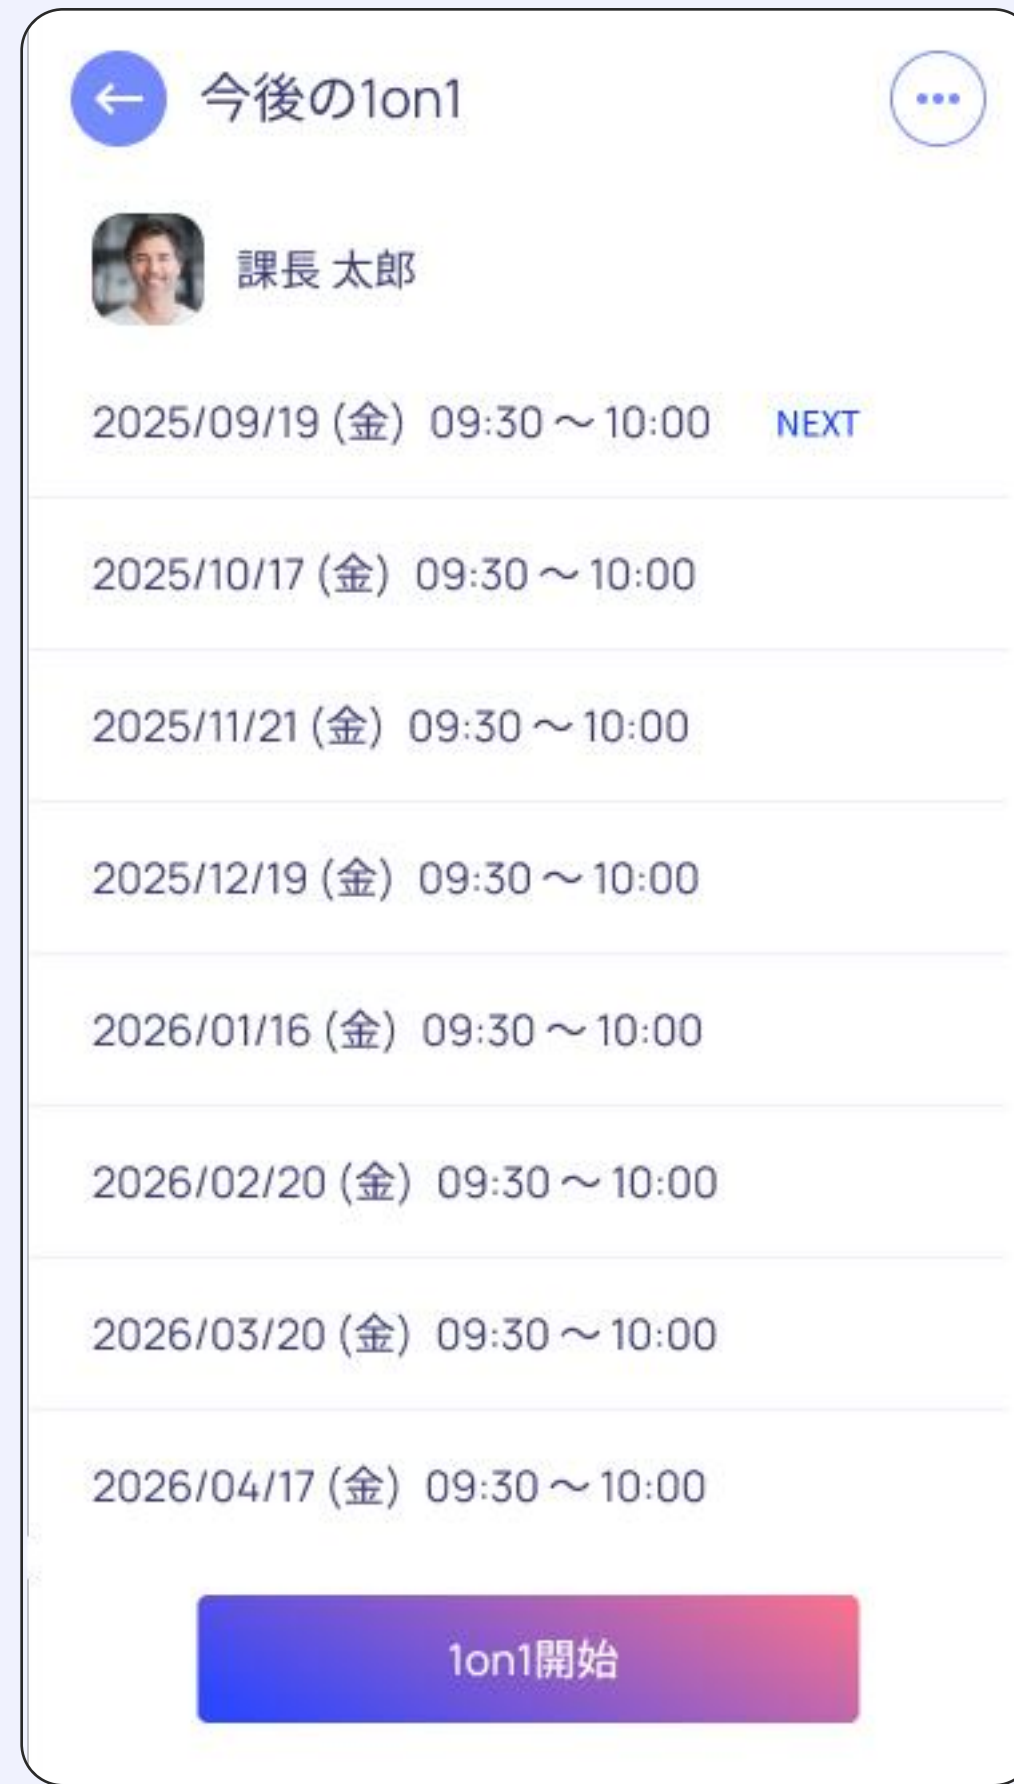 今後の1on1
課長 太郎
2025/09/19 (金) 09:30 〜 10:00 NEXT
2025/10/17 (金) 09:30 〜 10:00
2025/11/21 (金) 09:30 〜 10:00
2025/12/19 (金) 09:30 〜 10:00
2026/01/16 (金) 09:30 〜 10:00
2026/02/20 (金) 09:30 〜 10:00
2026/03/20 (金) 09:30 〜 10:00
2026/04/17 (金) 09:30 〜 10:00
1on1開始